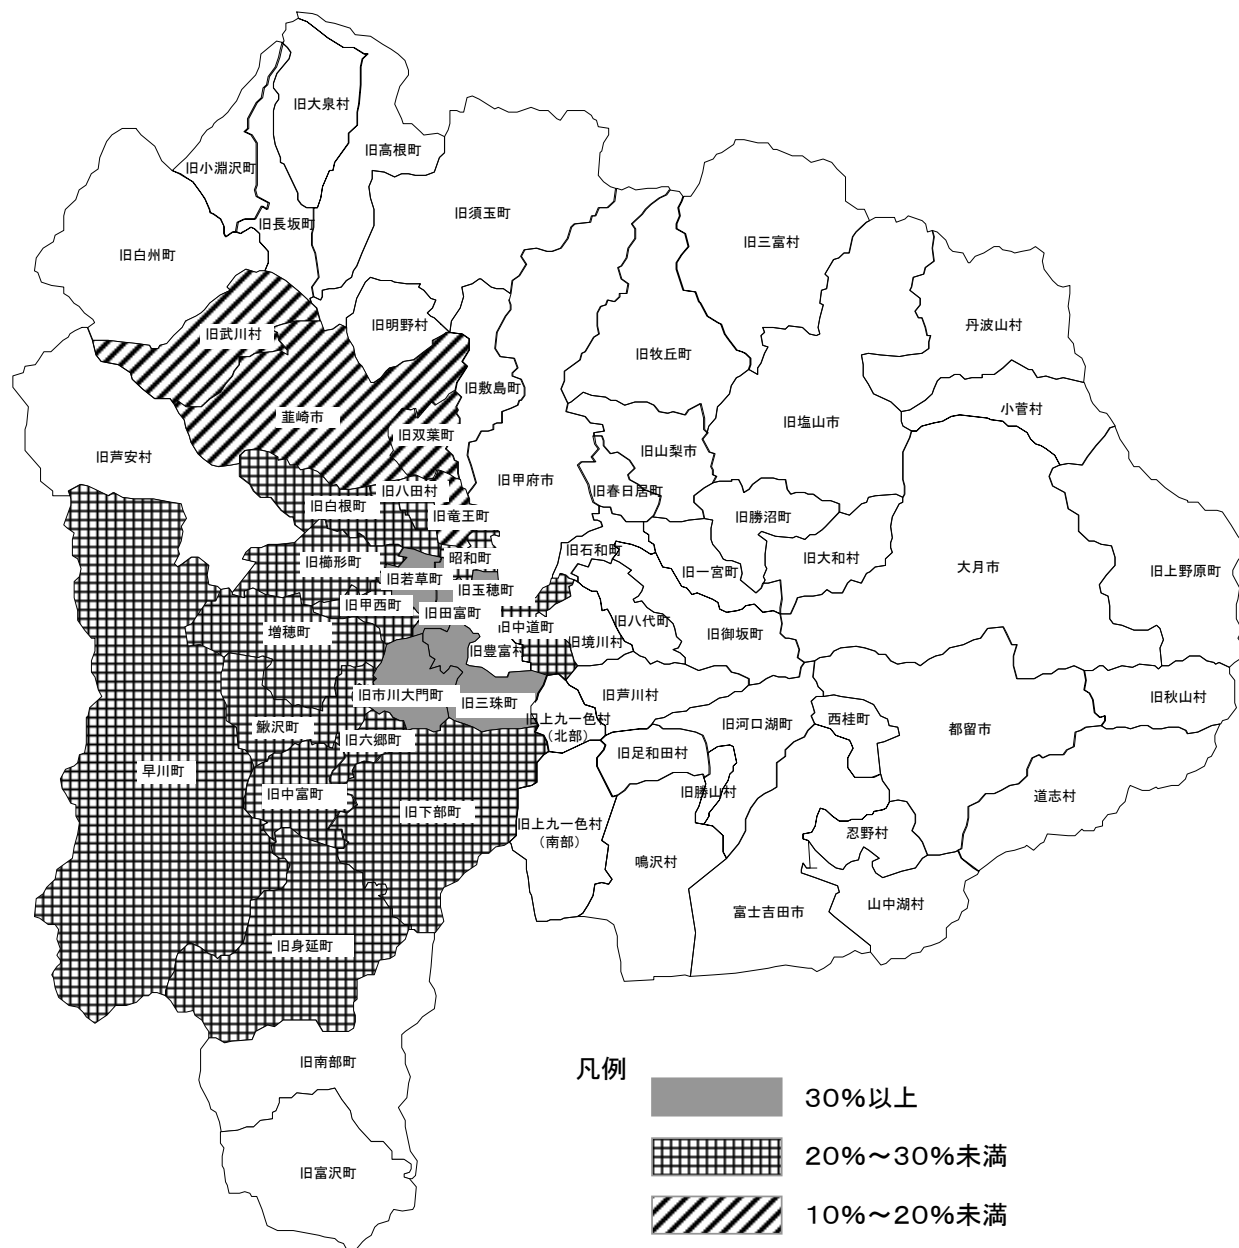 旧大泉村
旧高根町
旧小淵沢町
旧須玉町
旧長坂町
旧三富村
旧白州町
旧武川村
旧明野村
丹波山村
旧牧丘町
旧敷島町
小菅村
韮崎市
旧双葉町
旧塩山市
旧山梨市
旧芦安村
旧甲府市
旧八田村
旧春日居町
旧白根町
旧竜王町
旧勝沼町
旧石和町
昭和町
旧大和村
旧櫛形町
大月市
旧上野原町
旧一宮町
旧若草町
旧玉穂町
旧甲西町
旧田富町
旧八代町
旧中道町
増穂町
旧御坂町
旧境川村
旧豊富村
旧市川大門町
旧芦川村
旧秋山村
旧三珠町
旧上九一色村
（北部）
旧河口湖町
西桂町
鰍沢町
都留市
旧六郷町
旧足和田村
早川町
旧中富町
旧勝山村
道志村
旧下部町
旧上九一色村
（南部）
忍野村
鳴沢村
山中湖村
富士吉田市
旧身延町
旧南部町
旧富沢町
凡例
30%以上
20%～30%未満
10%～20%未満